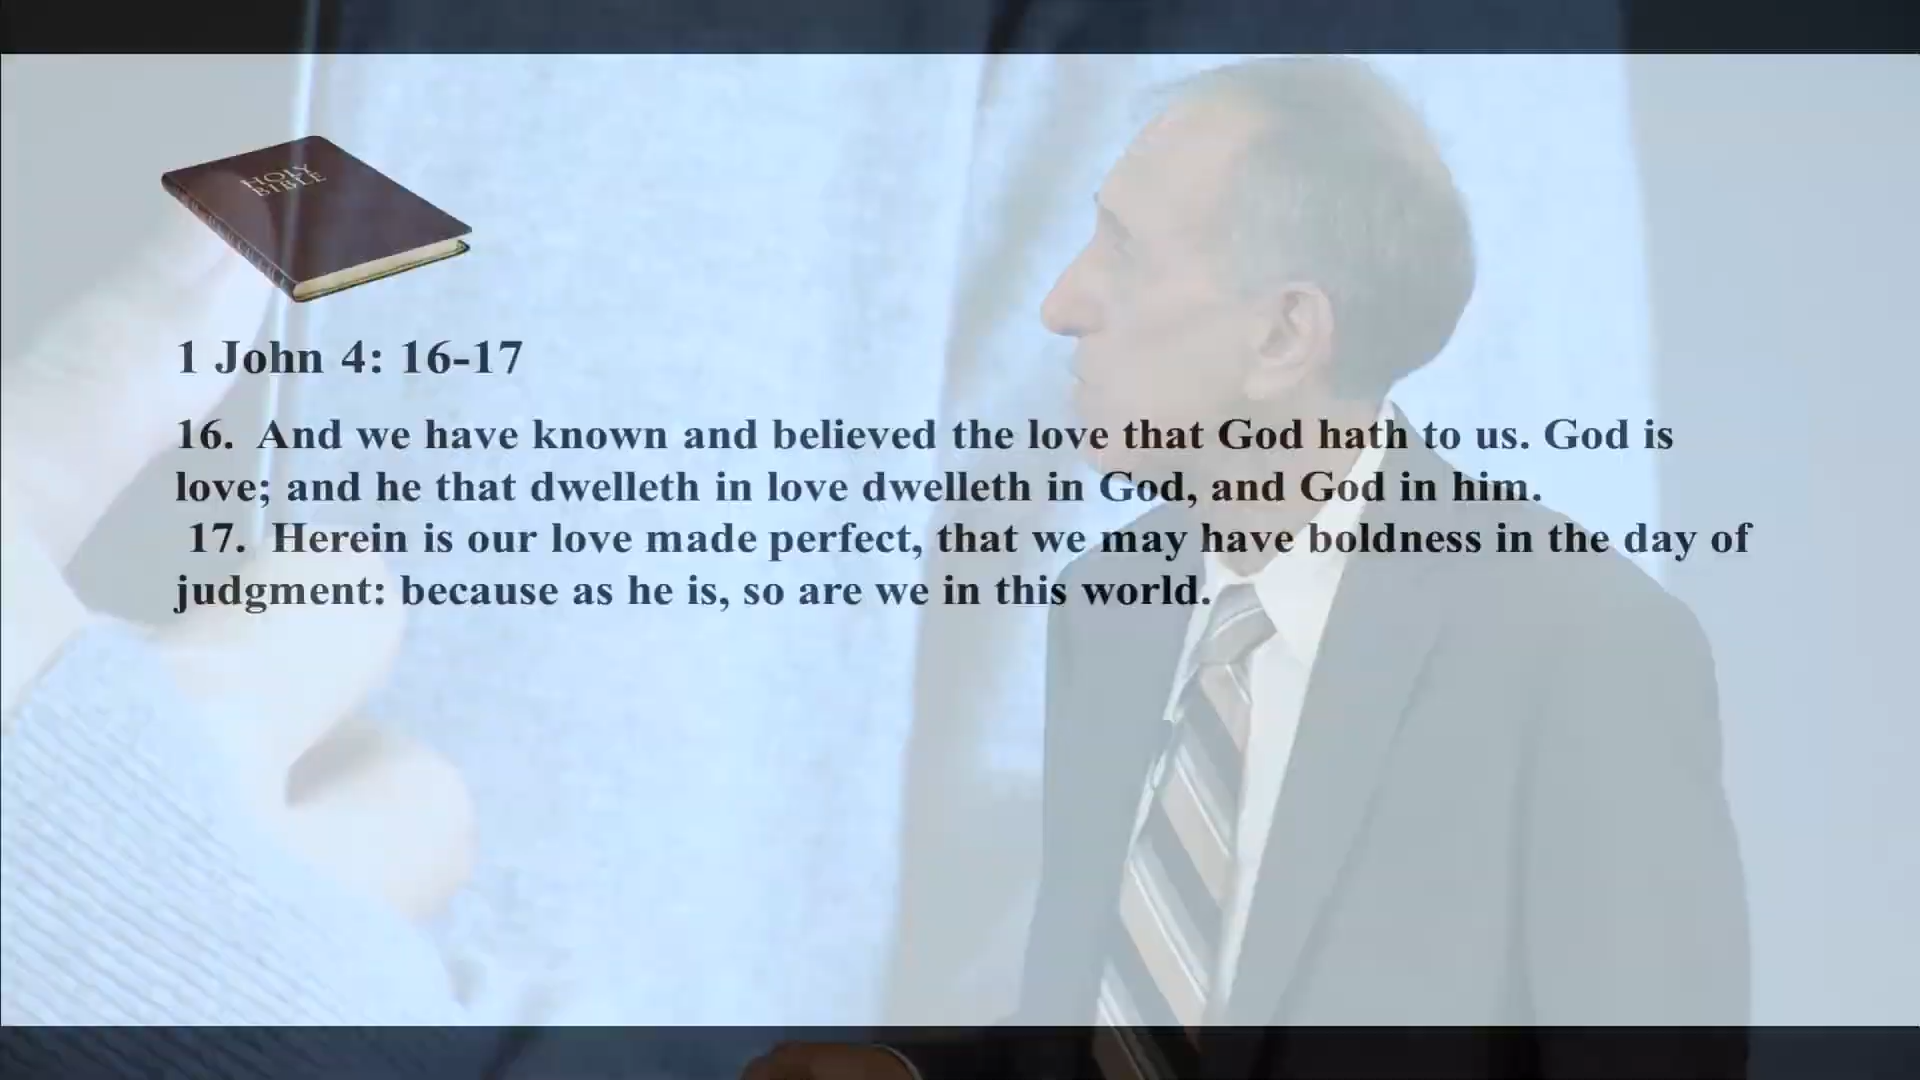 HOLY
BIBLE
1 John 4: 16-17
16. And we have known and believed the love that God hath to us. God is
love; and he that dwelleth in love dwelleth in God, and God in him.
17. Herein is our love made perfect, that we may have boldness in the day of
judgment: because as he is, so are we in this world.